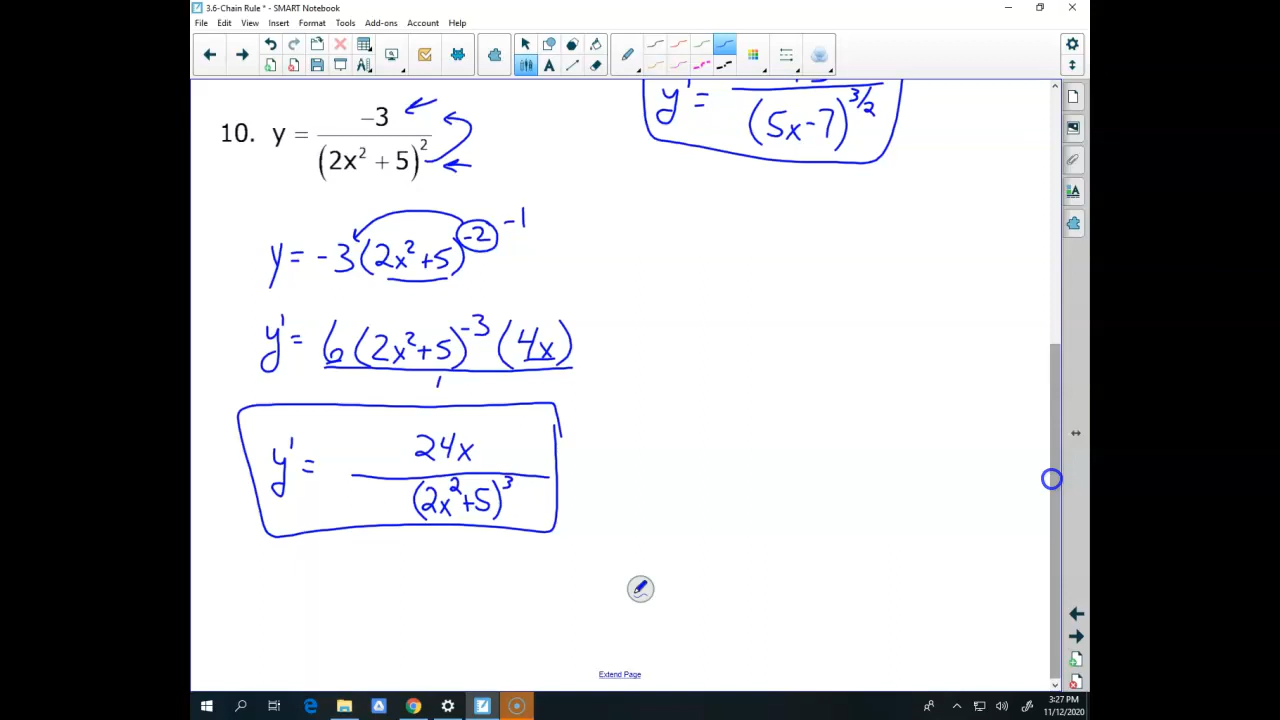 3.6-Chain Rule * - SMART Notebook
File Edit View Insert Format Tools Add-ons Account Help
y' =
(5x-7)^3/2
10. y = -3
(2x² + 5)²
y = -3(2x²+5)^-2 -1
y' = 6(2x²+5)^-3 (4x)
1
y' = 24x
(2x²+5)³
Extend Page
3:27 PM
11/12/2020